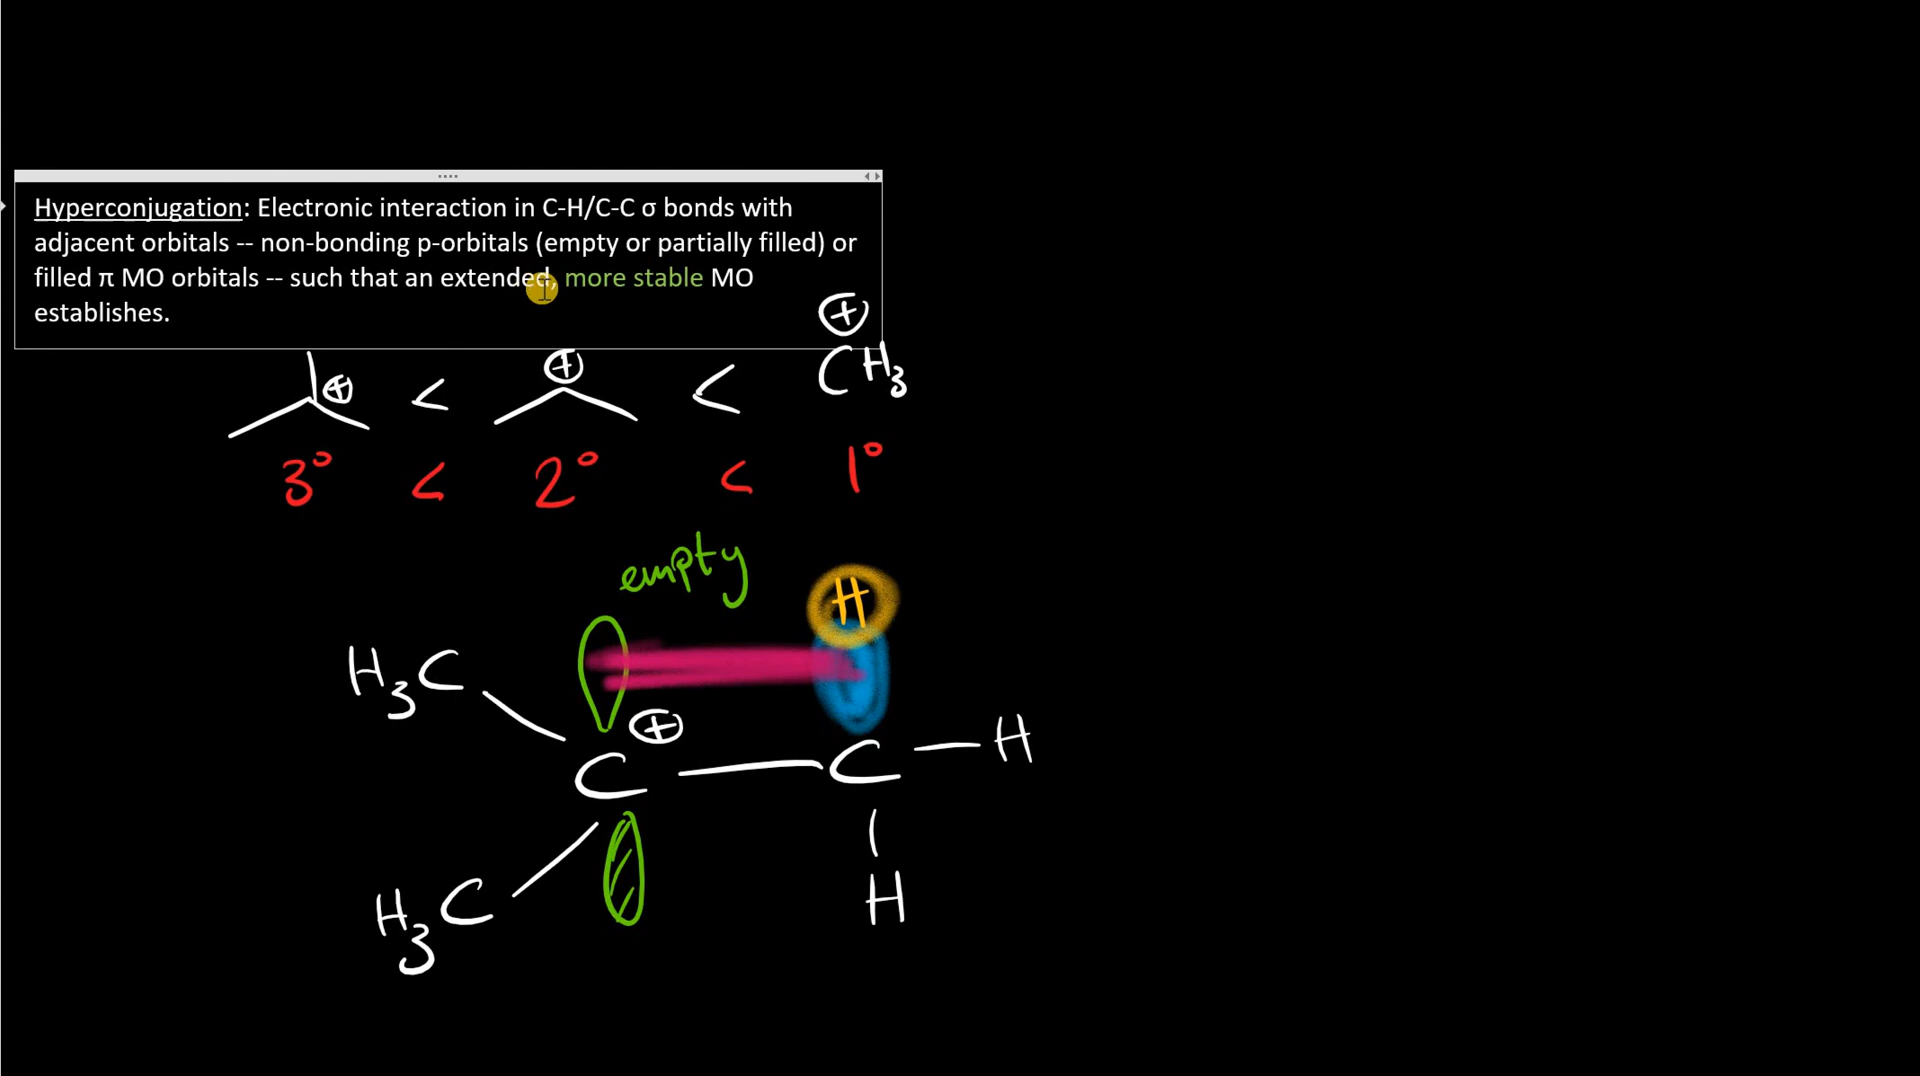 Hyperconjugation: Electronic interaction in C-H/C-C σ bonds with
adjacent orbitals -- non-bonding p-orbitals (empty or partially filled) or
filled π MO orbitals -- such that an extended, more stable MO
establishes.
⊕ < ⊕ < ⊕ CH₃
3° < 2° < 1°
empty
H
H₃C
⊕
C C H
H₃C H